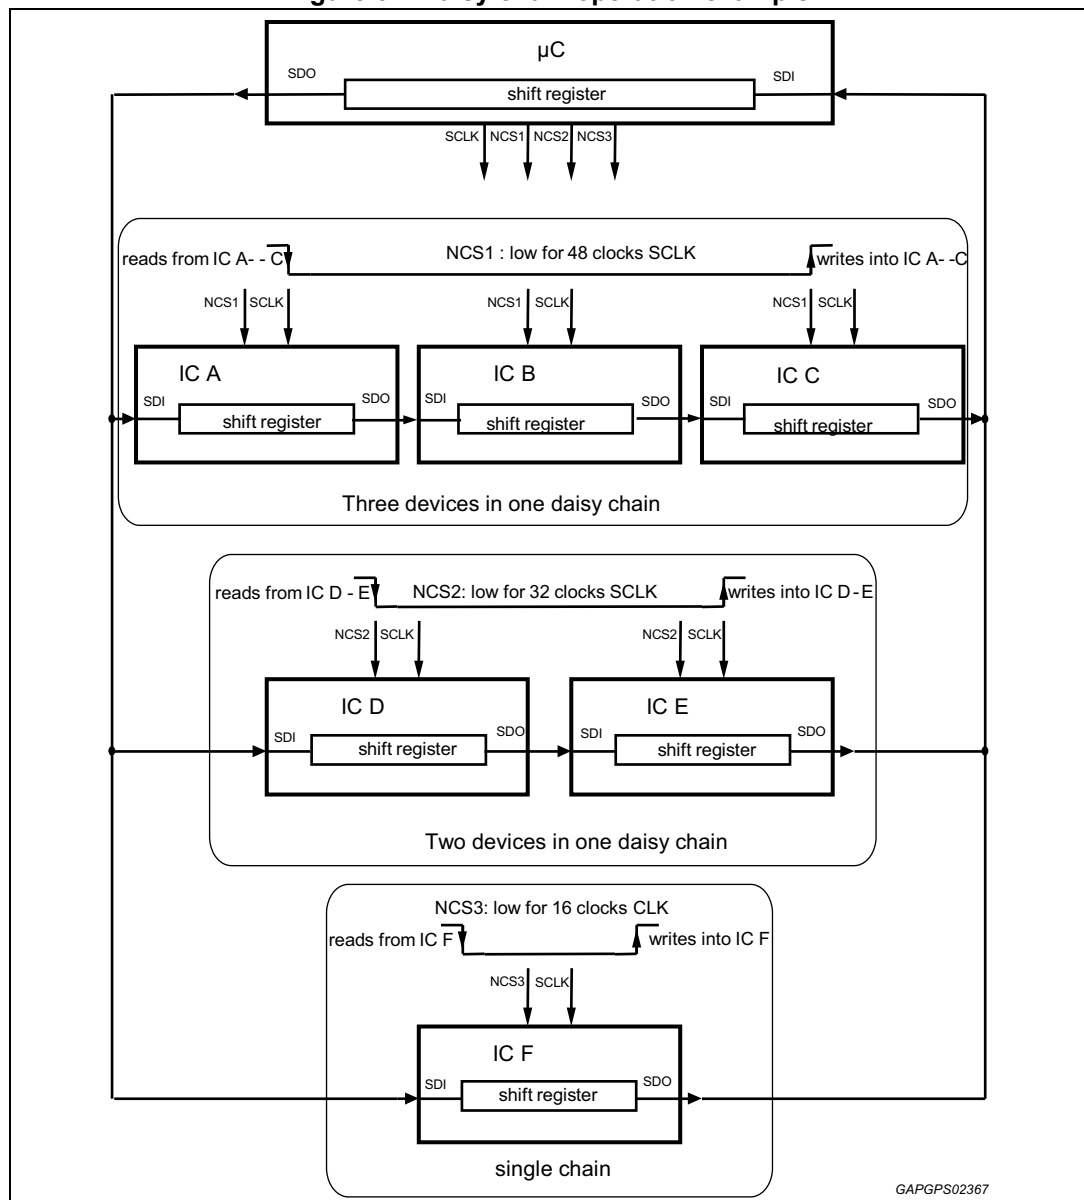 µC
SDO
SDI
shift register
SCLK NCS1 NCS2 NCS3
reads from IC A- - C
NCS1 : low for 48 clocks SCLK
writes into IC A- -C
NCS1 SCLK
NCS1 SCLK
NCS1 SCLK
IC A
IC B
IC C
SDI
SDO
SDI
SDO
SDI
SDO
shift register
shift register
shift register
Three devices in one daisy chain
reads from IC D - E
NCS2: low for 32 clocks SCLK
writes into IC D - E
NCS2 SCLK
NCS2 SCLK
IC D
IC E
SDI
SDO
SDI
SDO
shift register
shift register
Two devices in one daisy chain
NCS3: low for 16 clocks CLK
reads from IC F
writes into IC F
NCS3 SCLK
IC F
SDI
SDO
shift register
single chain
GAPGPS02367